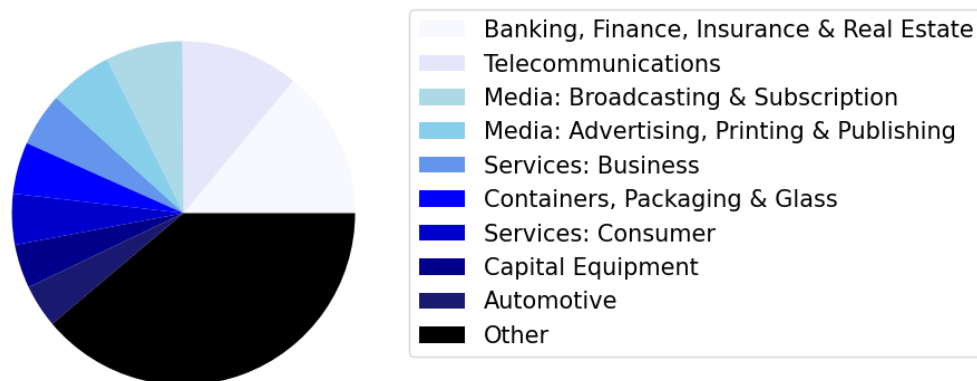 Banking, Finance, Insurance & Real Estate
Telecommunications
Media: Broadcasting & Subscription
Media: Advertising, Printing & Publishing
Services: Business
Containers, Packaging & Glass
Services: Consumer
Capital Equipment
Automotive
Other